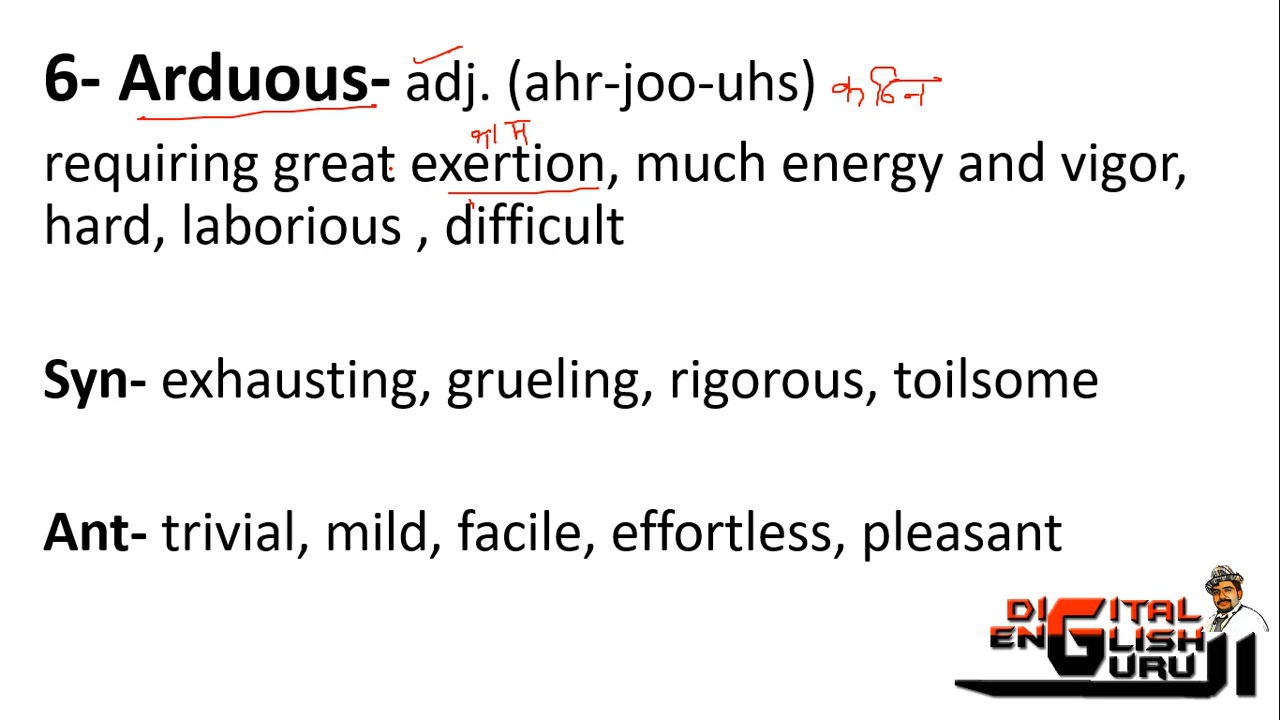 6- Arduous- adj. (ahr-joo-uhs) कठिन
requiring great exertion, much energy and vigor,
hard, laborious , difficult
Syn- exhausting, grueling, rigorous, toilsome
Ant- trivial, mild, facile, effortless, pleasant
DIGITAL
ENGLISH
GURUJI